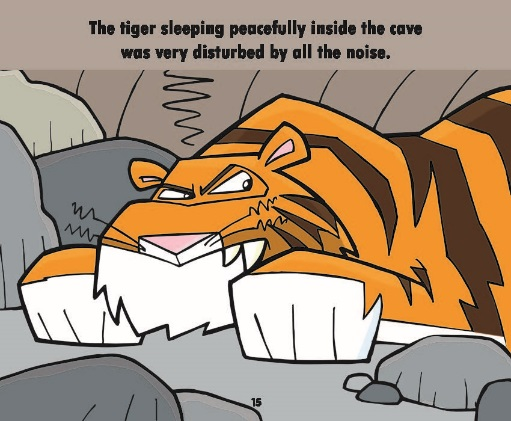 The tiger sleeping peacefully inside the cave
was very disturbed by all the noise.
15